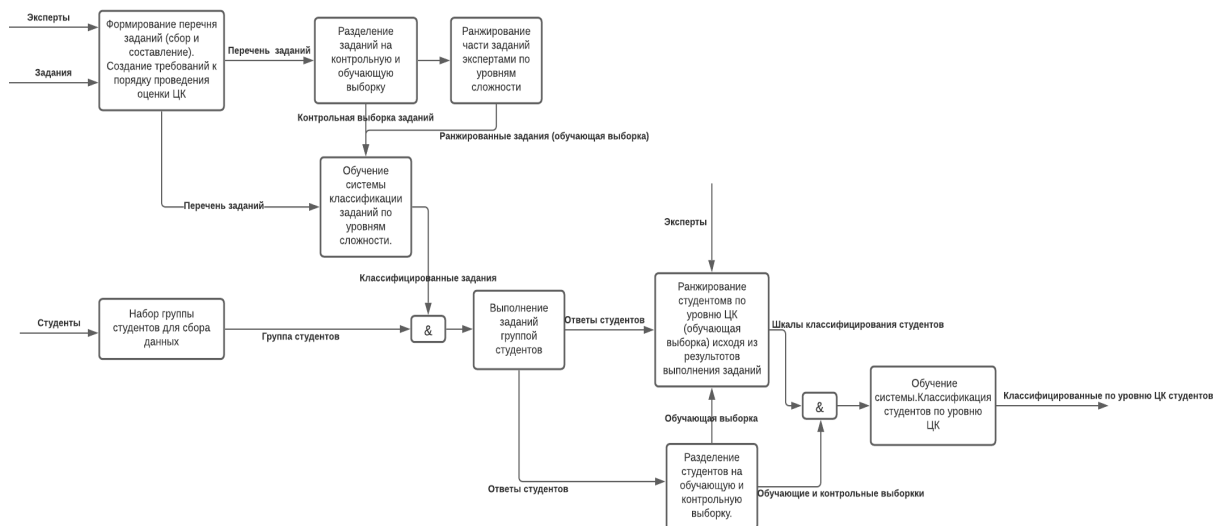 Эксперты
Задания
Формирование перечня
заданий (сбор и
составление).
Создание требований к
порядку проведения
оценки ЦК
Перечень заданий
Разделение
заданий на
контрольную и
обучающую
выборку
Ранжирование
части заданий
экспертами по
уровням
сложности
Контрольная выборка заданий
Ранжированные задания (обучающая выборка)
Перечень заданий
Обучение
системы
классификации
заданий по
уровням
сложности.
Классифицированные задания
Студенты
Набор группы
студентов для сбора
данных
Группа студентов
&
Выполнение
заданий
группой
студентов
Ответы студентов
Эксперты
Ранжирование
студентомв по
уровню ЦК
(обучающая
выборка) исходя из
результотов
выполнения заданий
Шкалы классифицирования студентов
Обучающая выборка
Ответы студентов
Разделение
студентов на
обучающую и
контрольную
выборку.
Обучающие и контрольные выборкки
&
Обучение
системы.Классификация
студентов по уровню
ЦК
Классифицированные по уровню ЦК студентов